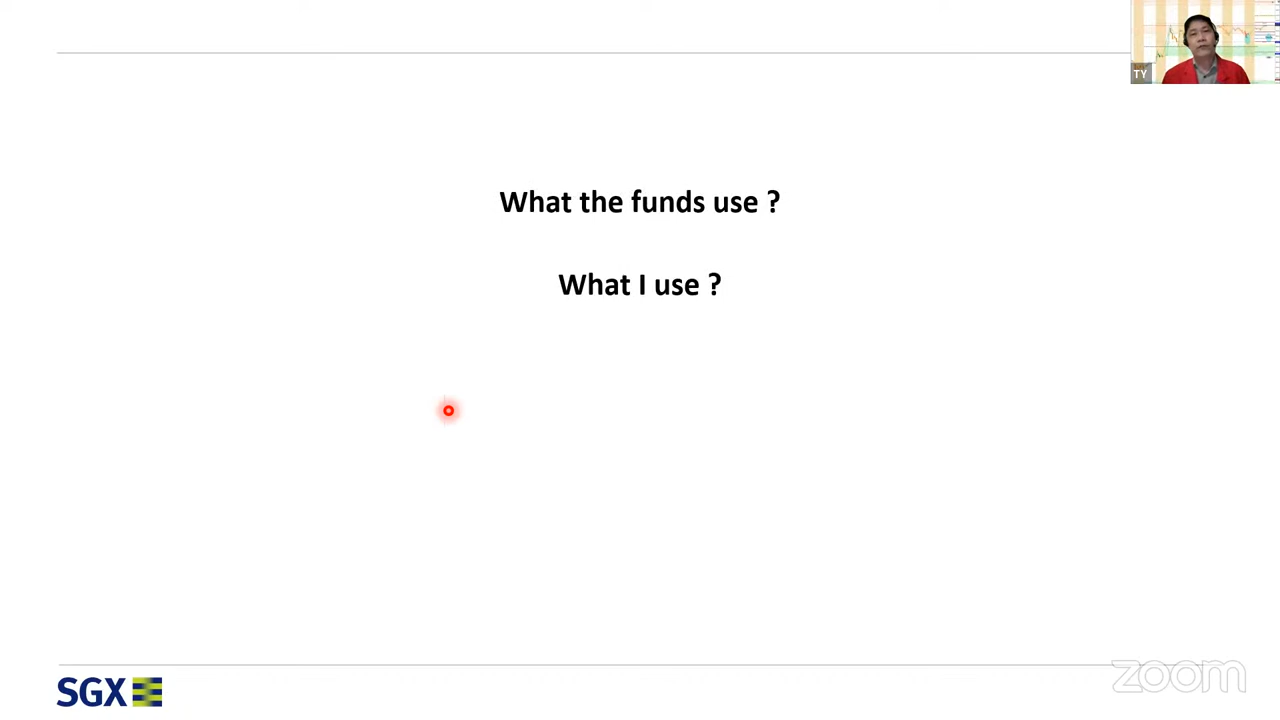 TY
What the funds use ?
What I use ?
SGX
zoom